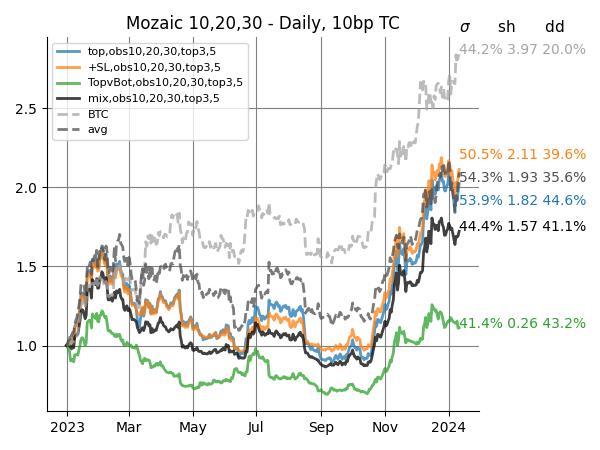 Mozaic 10,20,30 - Daily, 10bp TC
σ sh dd
top,obs10,20,30,top3,5
+SL,obs10,20,30,top3,5
TopvBot,obs10,20,30,top3,5
mix,obs10,20,30,top3,5
BTC
avg
44.2% 3.97 20.0%
50.5% 2.11 39.6%
54.3% 1.93 35.6%
53.9% 1.82 44.6%
44.4% 1.57 41.1%
41.4% 0.26 43.2%
2.5
2.0
1.5
1.0
2023 Mar May Jul Sep Nov 2024